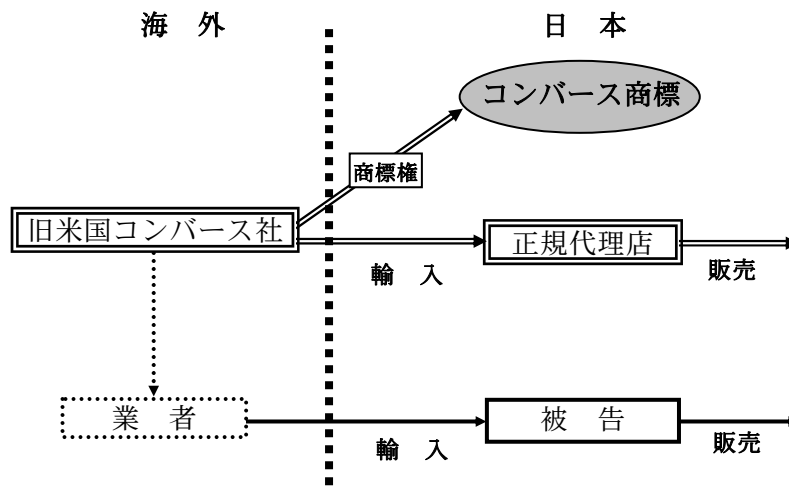 海 外
日 本
コンバース商標
商標権
旧米国コンバース社
正規代理店
輸 入
販売
業 者
被 告
輸 入
販売